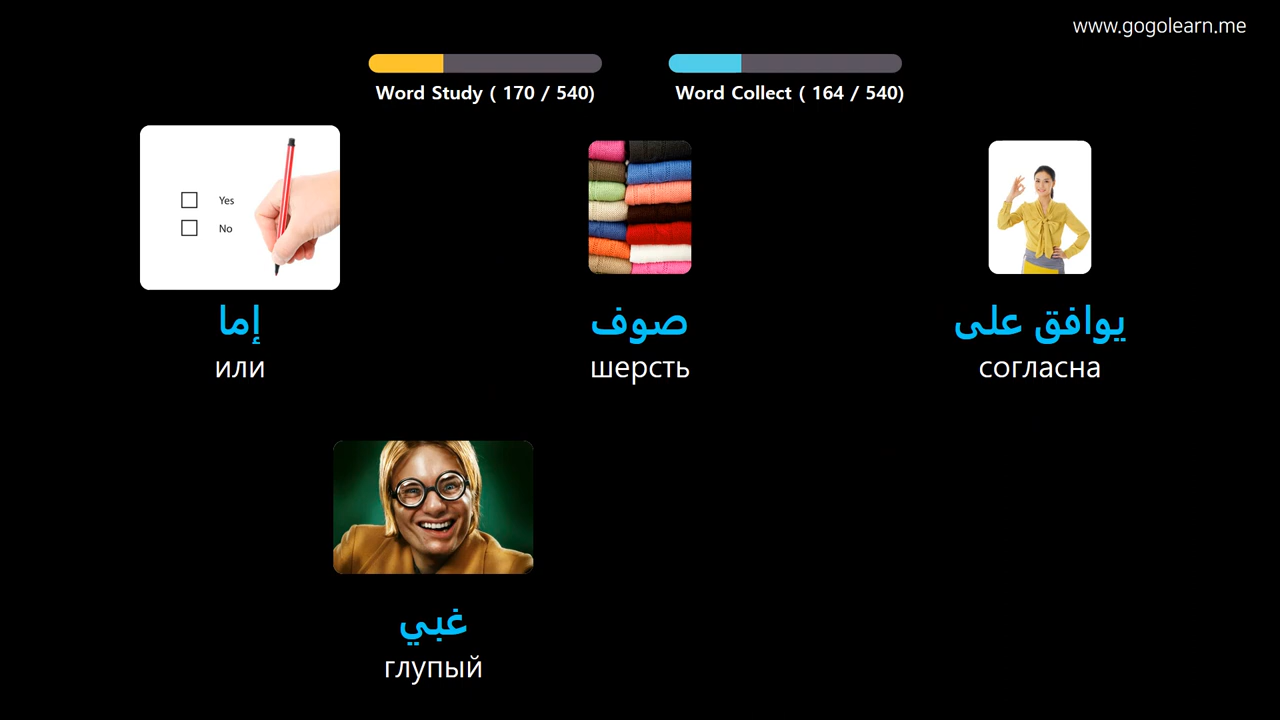 www.gogolearn.me
Word Study ( 170 / 540)
Word Collect ( 164 / 540)
Yes
No
إما
или
صوف
шерсть
يوافق على
согласна
غبي
глупый